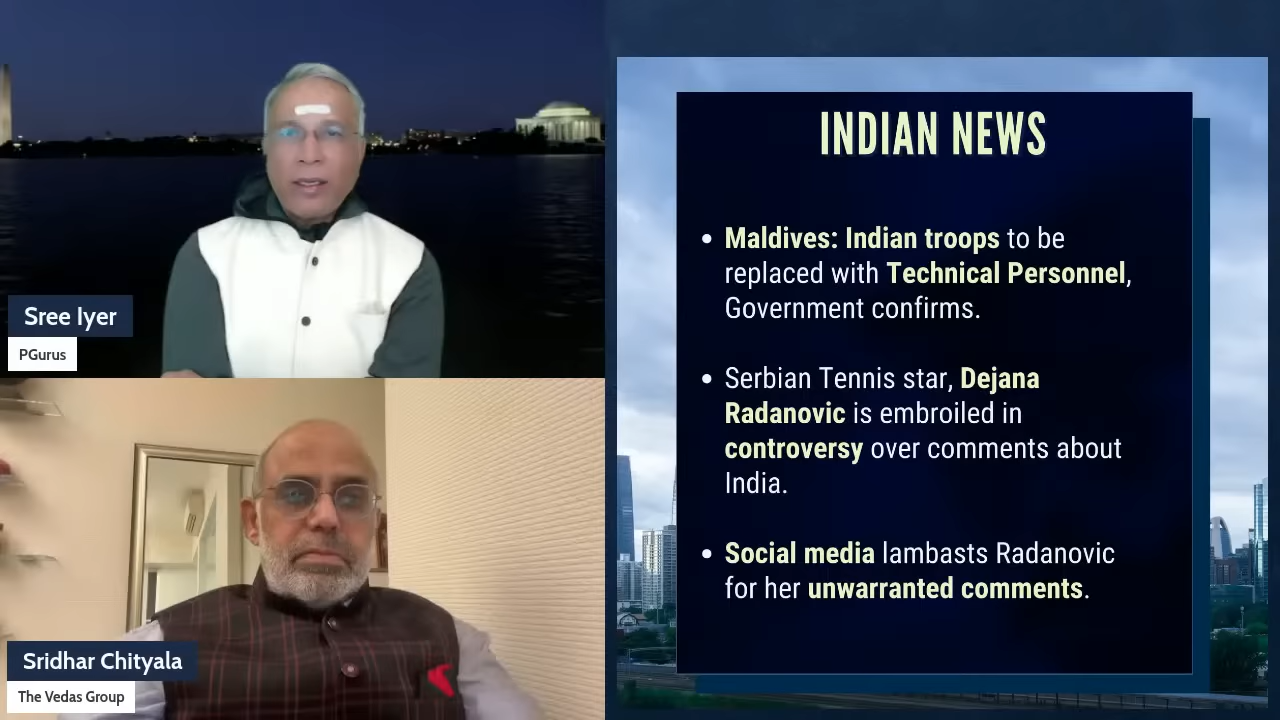 Sree Iyer
PGurus
Sridhar Chityala
The Vedas Group
INDIAN NEWS
• Maldives: Indian troops to be
replaced with Technical Personnel,
Government confirms.
• Serbian Tennis star, Dejana
Radanovic is embroiled in
controversy over comments about
India.
• Social media lambasts Radanovic
for her unwarranted comments.